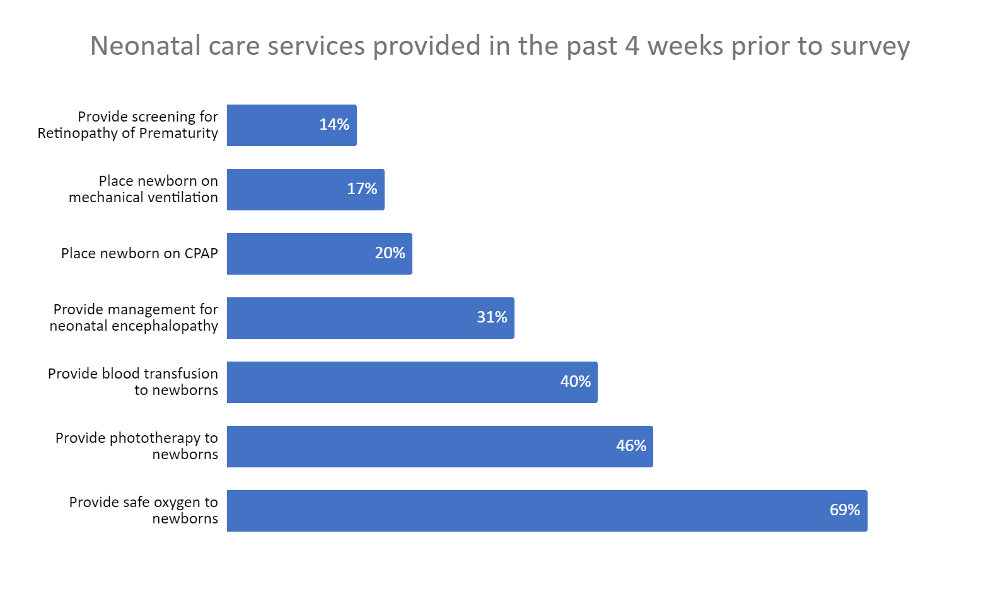 Neonatal care services provided in the past 4 weeks prior to survey
Provide screening for
Retinopathy of Prematurity
14%
Place newborn on
mechanical ventilation
17%
Place newborn on CPAP
20%
Provide management for
neonatal encephalopathy
31%
Provide blood transfusion
to newborns
40%
Provide phototherapy to
newborns
46%
Provide safe oxygen to
newborns
69%